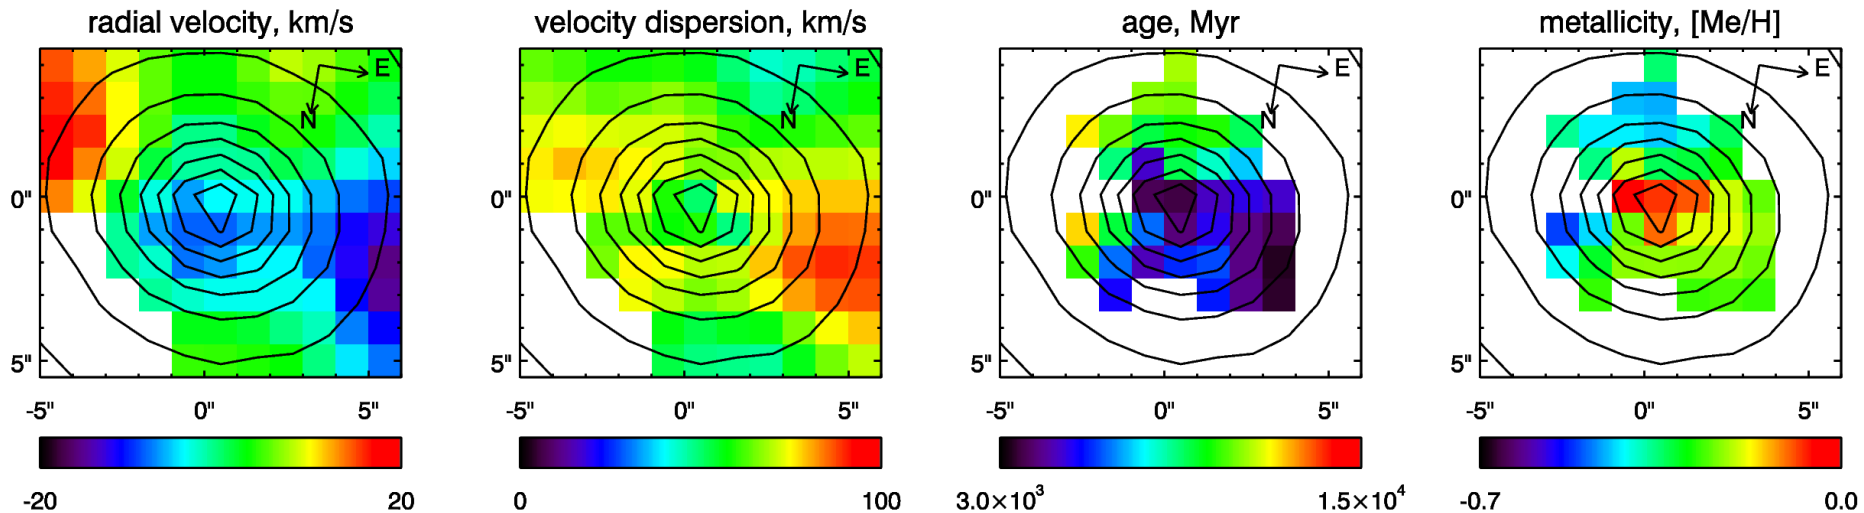 radial velocity, km/s
velocity dispersion, km/s
age, Myr
metallicity, [Me/H]
E
N
E
N
E
N
E
N
0"
0"
0"
0"
5"
5"
5"
5"
-5" 0" 5"
-5" 0" 5"
-5" 0" 5"
-5" 0" 5"
-20 20
0 100
3.0×10³ 1.5×10⁴
-0.7 0.0